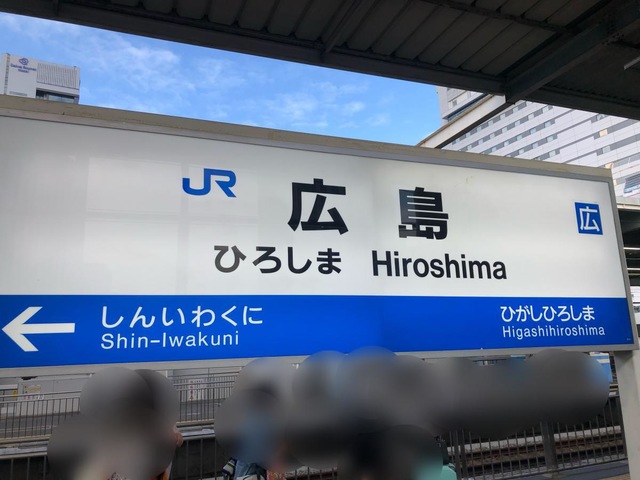 JR
広島
広
ひろしま Hiroshima
← しんいわくに
Shin-Iwakuni
ひがしひろしま
Higashihiroshima